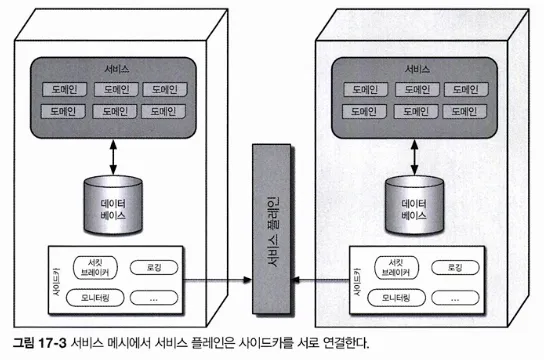 서비스
도메인 도메인 도메인
도메인 도메인 도메인
데이터
베이스
사이드카
서킷
브레이커
로깅
모니터링
...
서비스 플레인
서비스
도메인 도메인 도메인
도메인 도메인 도메인
데이터
베이스
사이드카
서킷
브레이커
로깅
모니터링
...
그림 17-3 서비스 메시에서 서비스 플레인은 사이드카를 서로 연결한다.